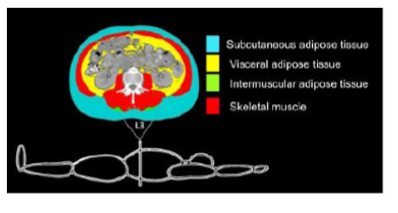 Subcutaneous adipose tissue
Visceral adipose tissue
Intermuscular adipose tissue
Skeletal muscle
L3